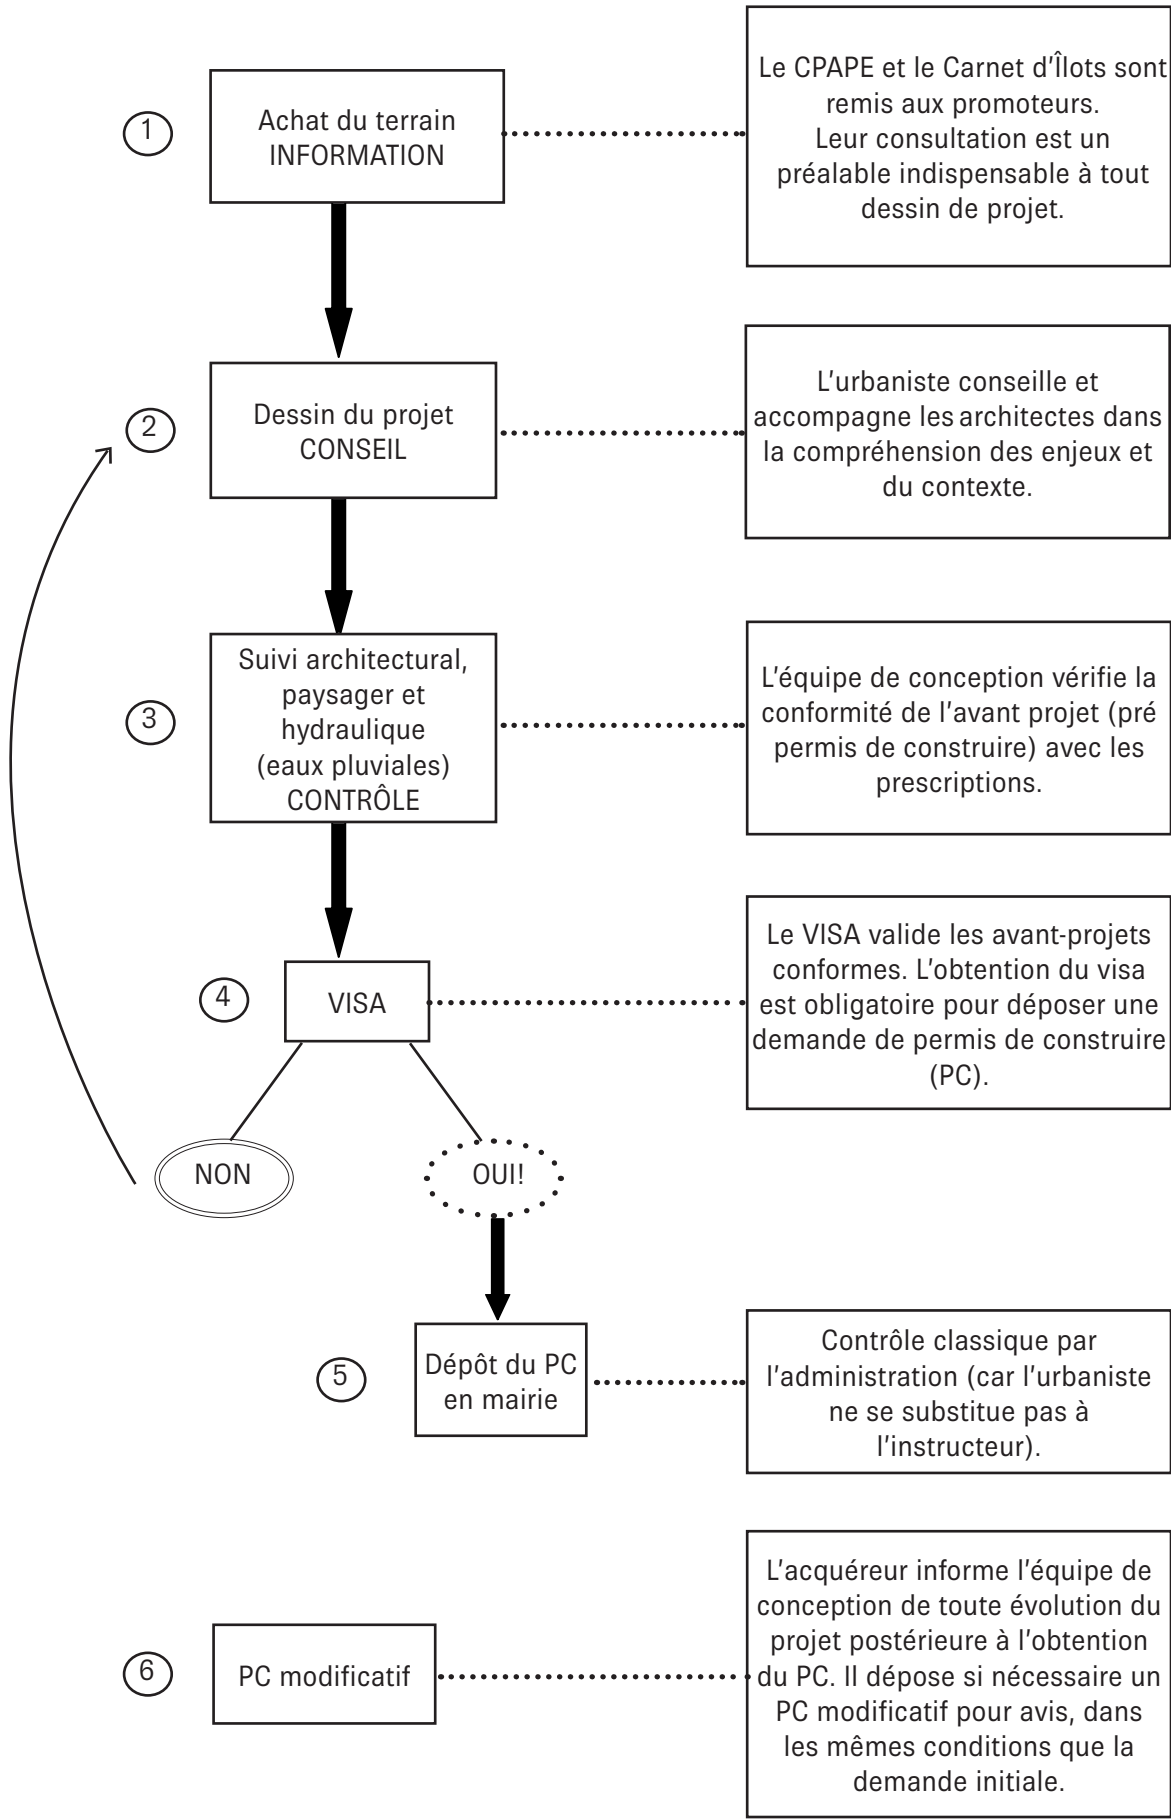 1
Achat du terrain
INFORMATION
Le CPAPE et le Carnet d'Îlots sont
remis aux promoteurs.
Leur consultation est un
préalable indispensable à tout
dessin de projet.
2
Dessin du projet
CONSEIL
L'urbaniste conseille et
accompagne les architectes dans
la compréhension des enjeux et
du contexte.
3
Suivi architectural,
paysager et
hydraulique
(eaux pluviales)
CONTRÔLE
L'équipe de conception vérifie la
conformité de l'avant projet (pré
permis de construire) avec les
prescriptions.
4
VISA
Le VISA valide les avant-projets
conformes. L'obtention du visa
est obligatoire pour déposer une
demande de permis de construire
(PC).
NON
OUI!
5
Dépôt du PC
en mairie
Contrôle classique par
l'administration (car l'urbaniste
ne se substitue pas à
l'instructeur).
6
PC modificatif
L'acquéreur informe l'équipe de
conception de toute évolution du
projet postérieure à l'obtention
du PC. Il dépose si nécessaire un
PC modificatif pour avis, dans
les mêmes conditions que la
demande initiale.